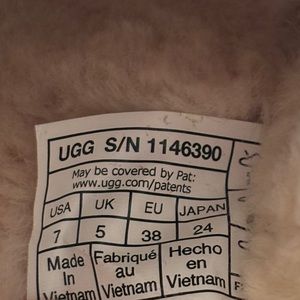 UGG S/N 1146390
May be covered by Pat:
www.ugg.com/patents
USA UK EU JAPAN
7 5 38 24
Made Fabriqué Hecho
In au en
Vietnam Vietnam Vietnam